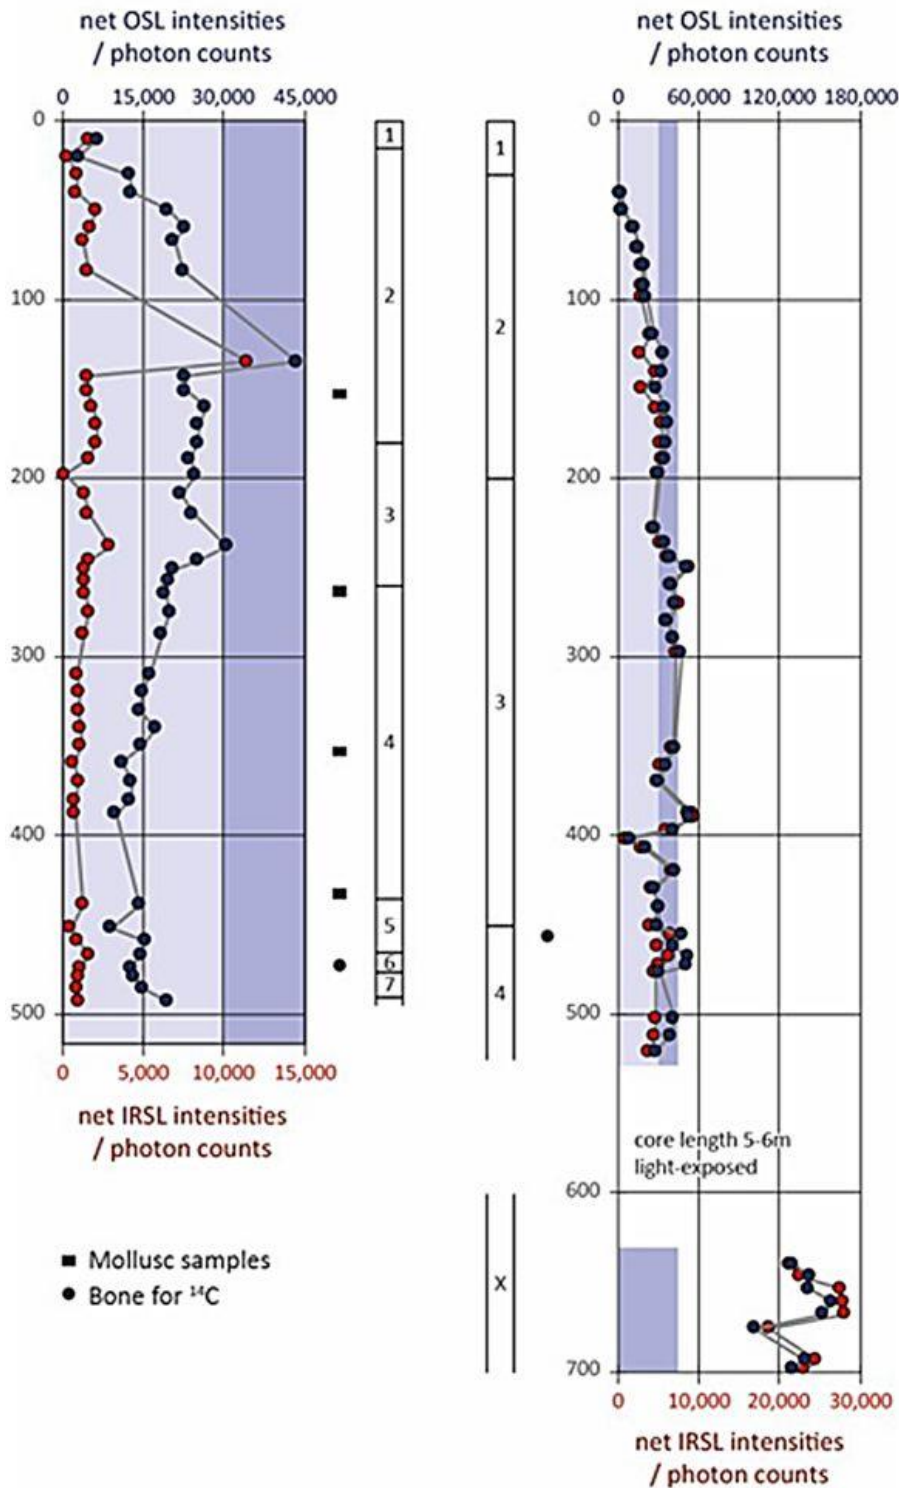 net OSL intensities
/ photon counts
0 15,000 30,000 45,000
0
100
200
300
400
500
0 5,000 10,000 15,000
net IRSL intensities
/ photon counts
1
2
3
4
5
6
7
■ Mollusc samples
● Bone for ¹⁴C
1
2
3
4
X
net OSL intensities
/ photon counts
0 60,000 120,000 180,000
0
100
200
300
400
500
core length 5-6m
light-exposed
600
700
0 10,000 20,000 30,000
net IRSL intensities
/ photon counts